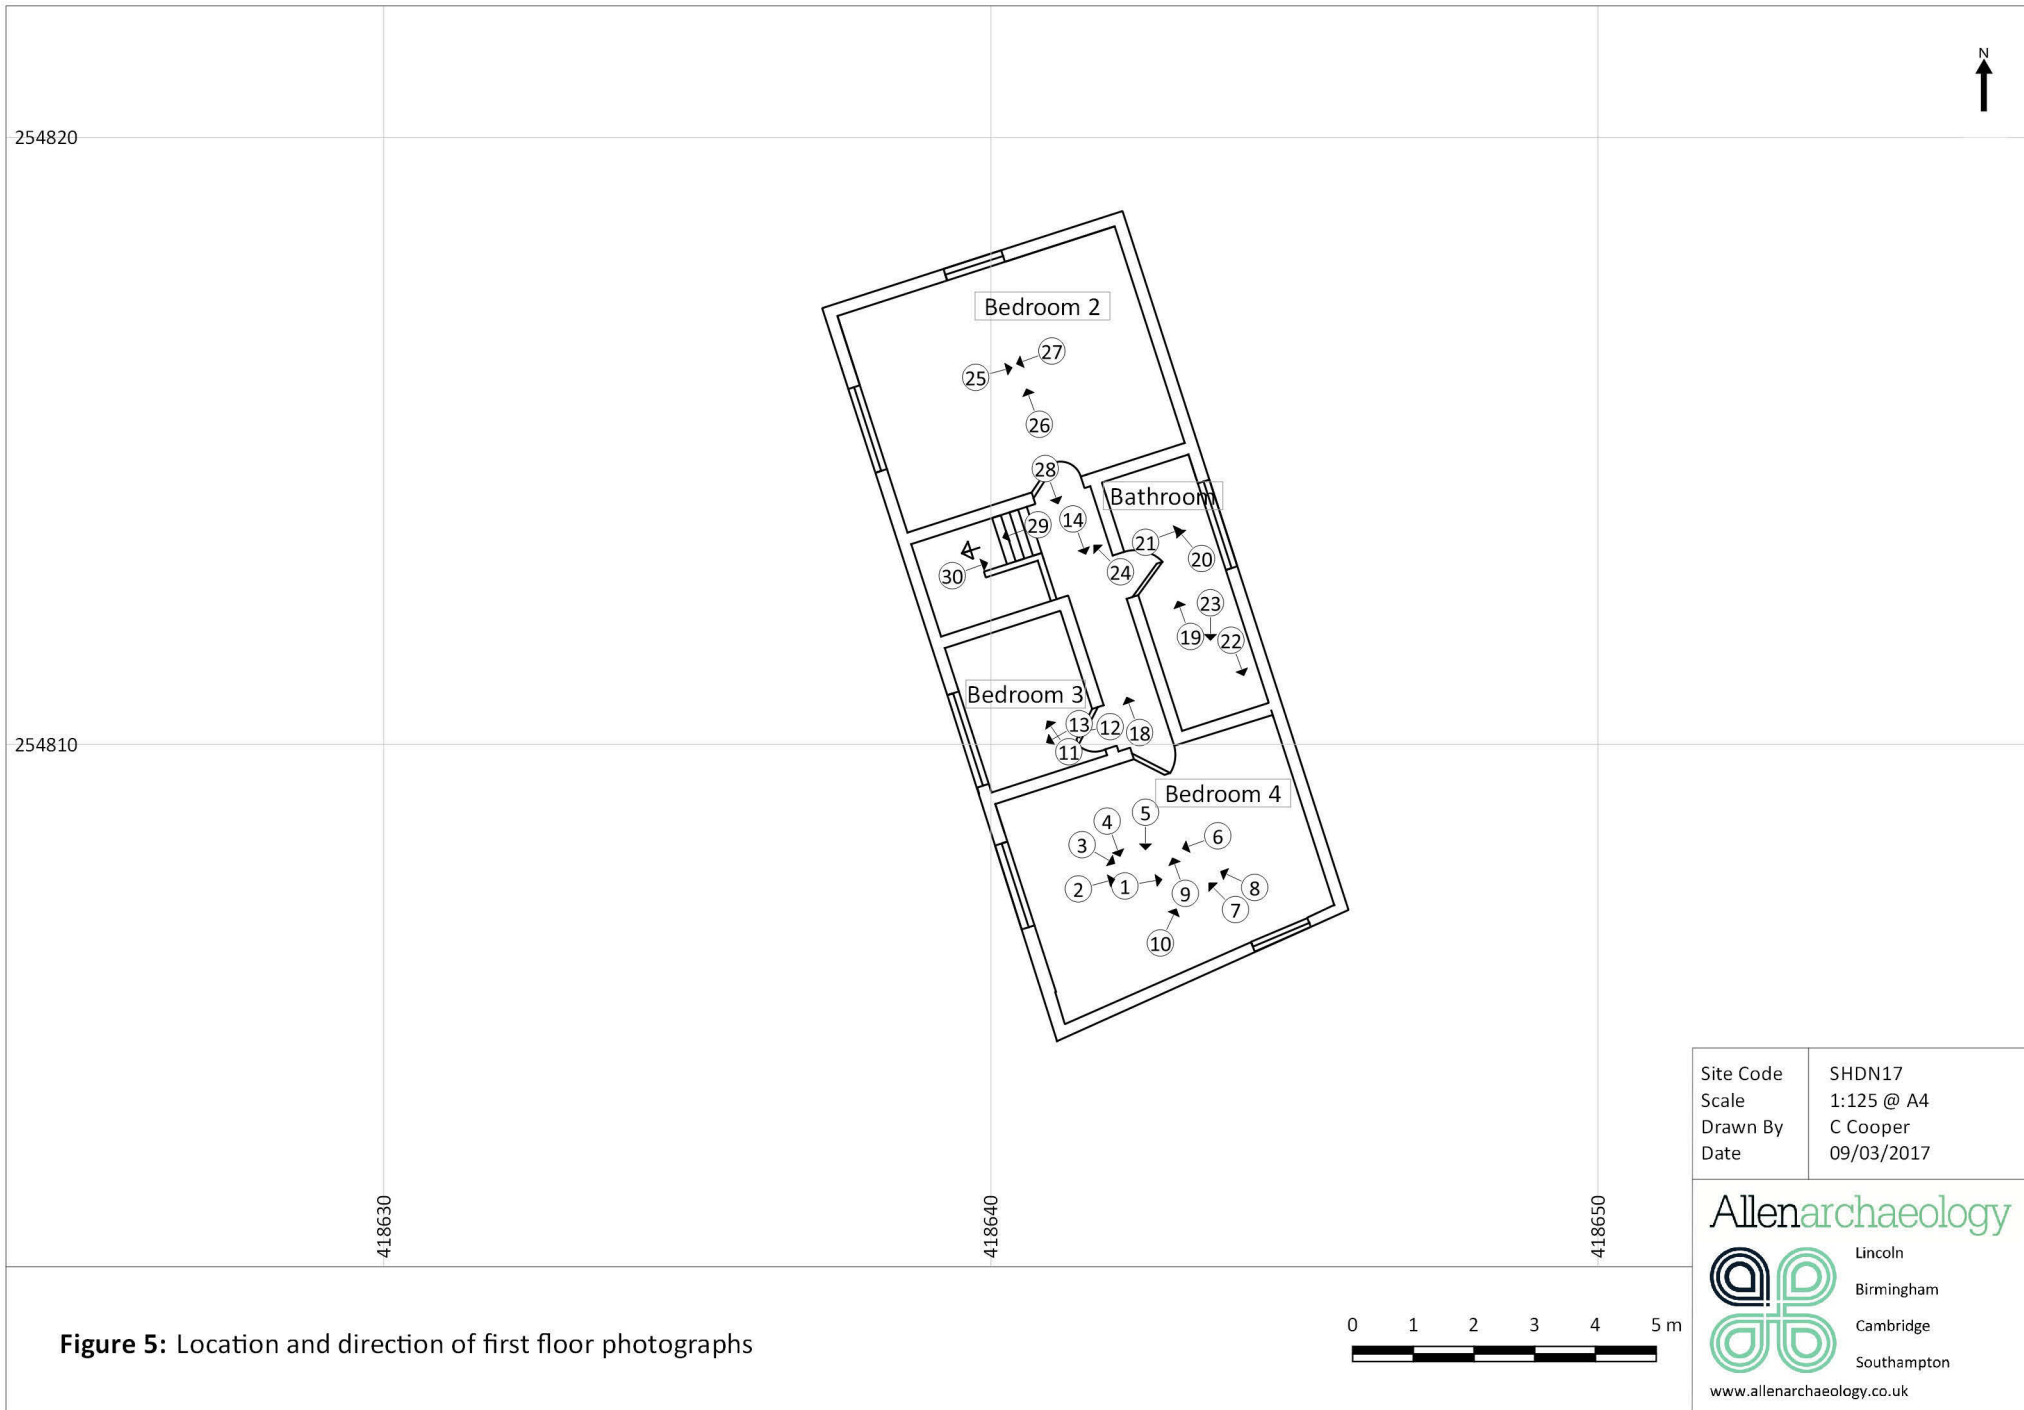 N
254820
Bedroom 2
27
25
26
28
Bathroom
29
14
21
20
30
24
23
19
22
Bedroom 3
13
12
18
254810
11
Bedroom 4
5
4
6
3
2
1
9
8
7
10
418630
418640
418650
Site Code SHDN17
Scale 1:125 @ A4
Drawn By C Cooper
Date 09/03/2017
Allenarchaeology
Lincoln
Birmingham
Cambridge
Southampton
www.allenarchaeology.co.uk
0 1 2 3 4 5 m
Figure 5: Location and direction of first floor photographs